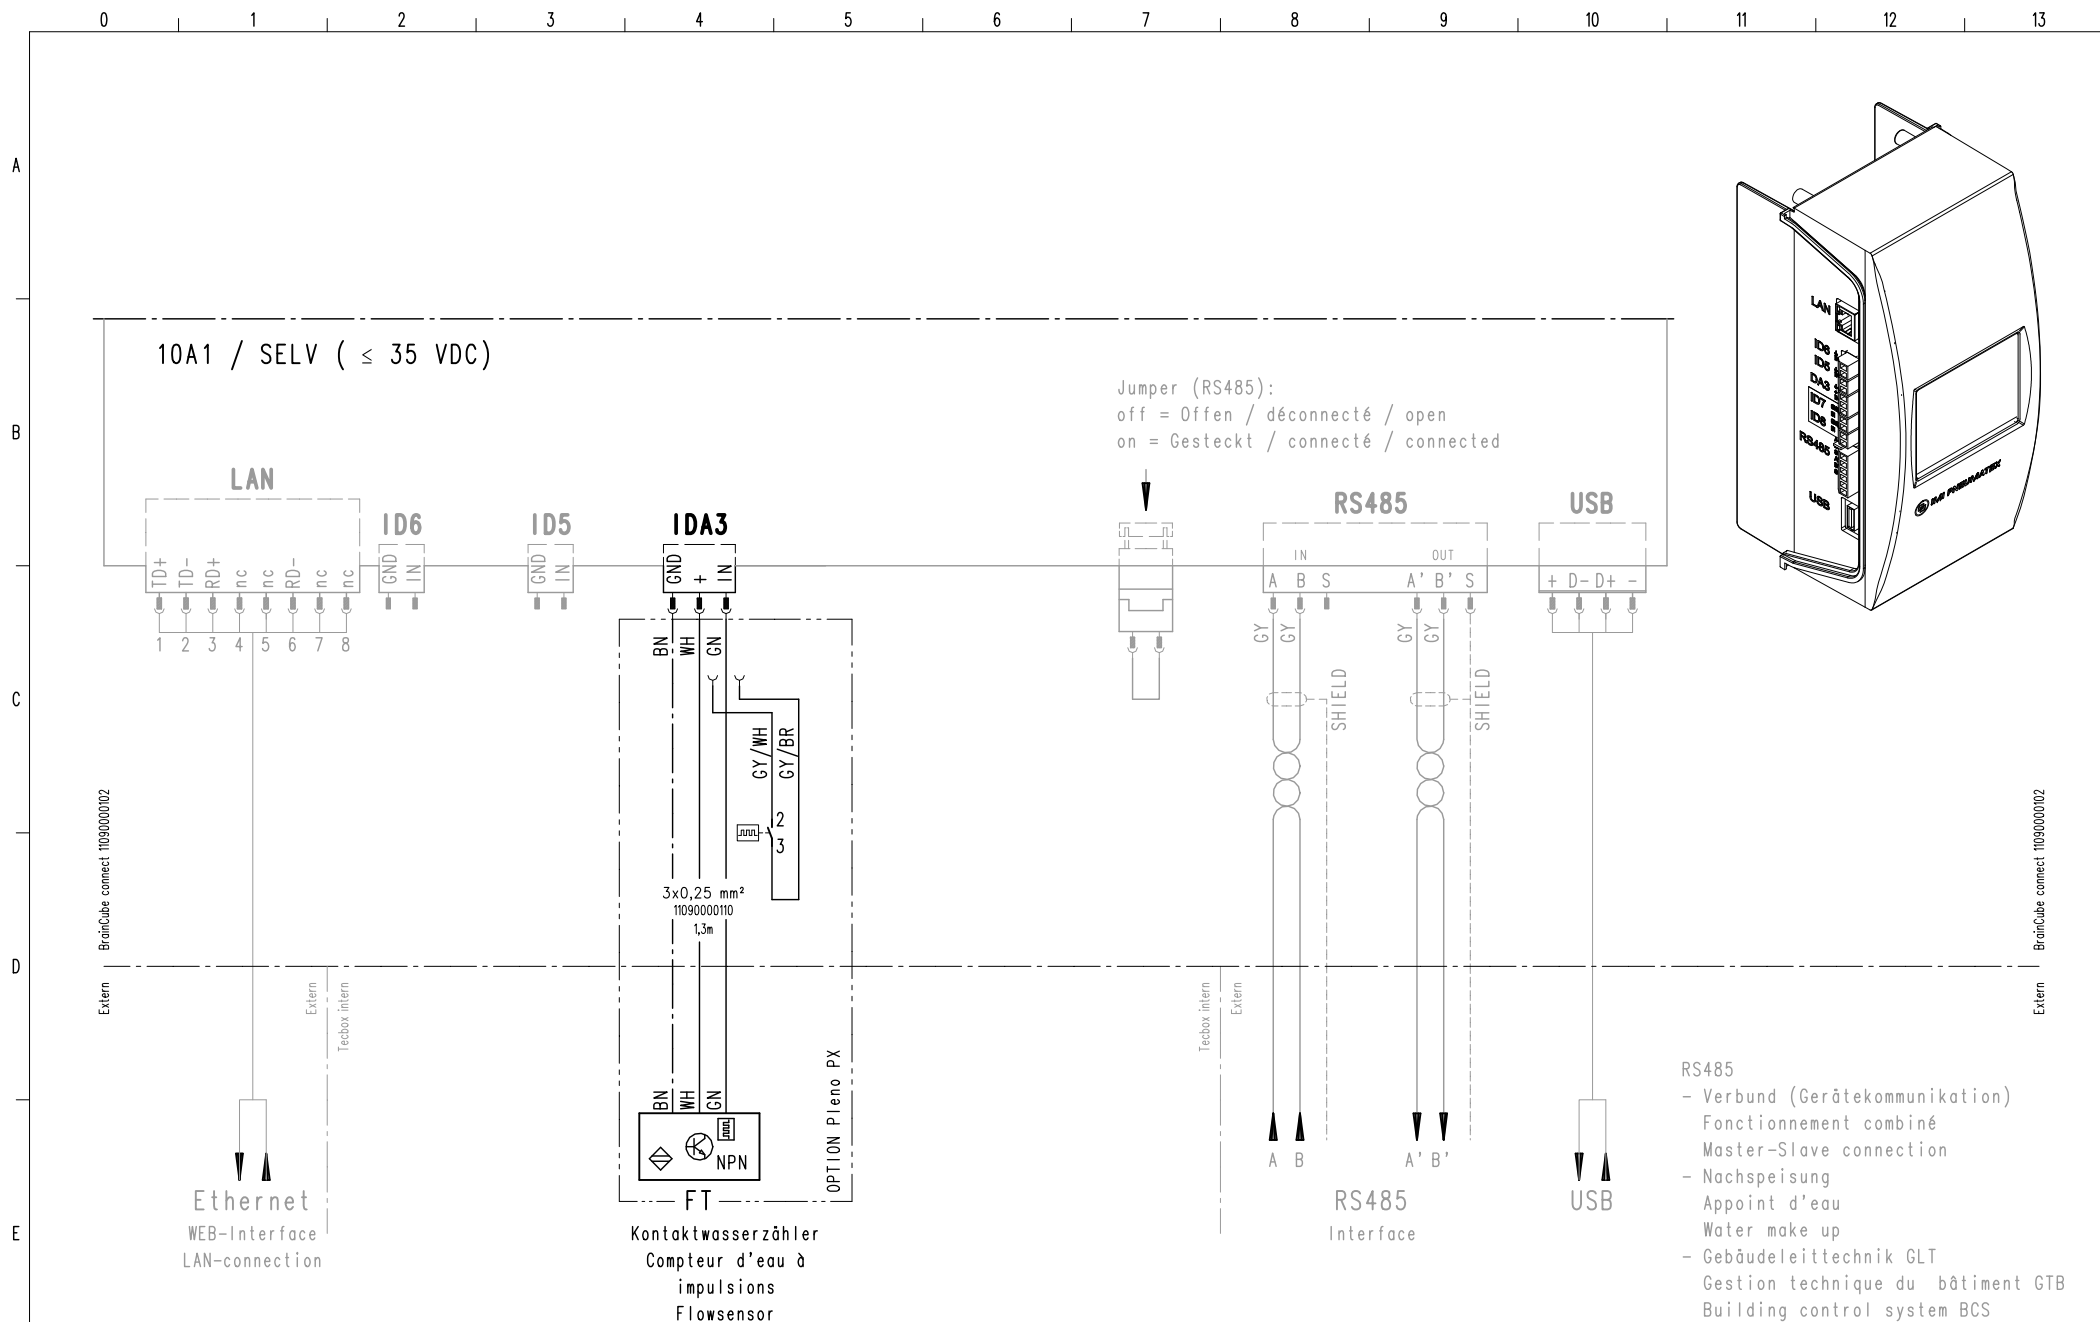 0 1 2 3 4 5 6 7 8 9 10 11 12 13
A
B
C
D
E
10A1 / SELV ( ≤ 35 VDC)
Jumper (RS485):
off = Offen / déconnecté / open
on = Gesteckt / connecté / connected
LAN
TD+ TD- RD+ nc nc RD- nc nc
1 2 3 4 5 6 7 8
ID6
GND IN
ID5
GND IN
IDA3
GND + IN
BN WH GN
GY/WH
GY/BR
2
3
3x0,25 mm²
11090000110
1,3m
BN WH GN
NPN
OPTION Pleno PX
FT
Kontaktwasserzähler
Compteur d'eau à
impulsions
Flowsensor
RS485
IN OUT
A B S A' B' S
GY GY GY GY
SHIELD
SHIELD
A B A' B'
RS485
Interface
USB
+ D- D+ -
USB
BrainCube connect 11090000102
Extern
Extern
Tecbox intern
Tecbox intern
Extern
BrainCube connect 11090000102
Extern
Ethernet
WEB-Interface
LAN-connection
LAN
ID6
ID5
DA3
ID7
ID8
RS485
USB
IMI PNEUMATEX
RS485
- Verbund (Gerätekommunikation)
Fonctionnement combiné
Master-Slave connection
- Nachspeisung
Appoint d'eau
Water make up
- Gebäudeleittechnik GLT
Gestion technique du bâtiment GTB
Building control system BCS